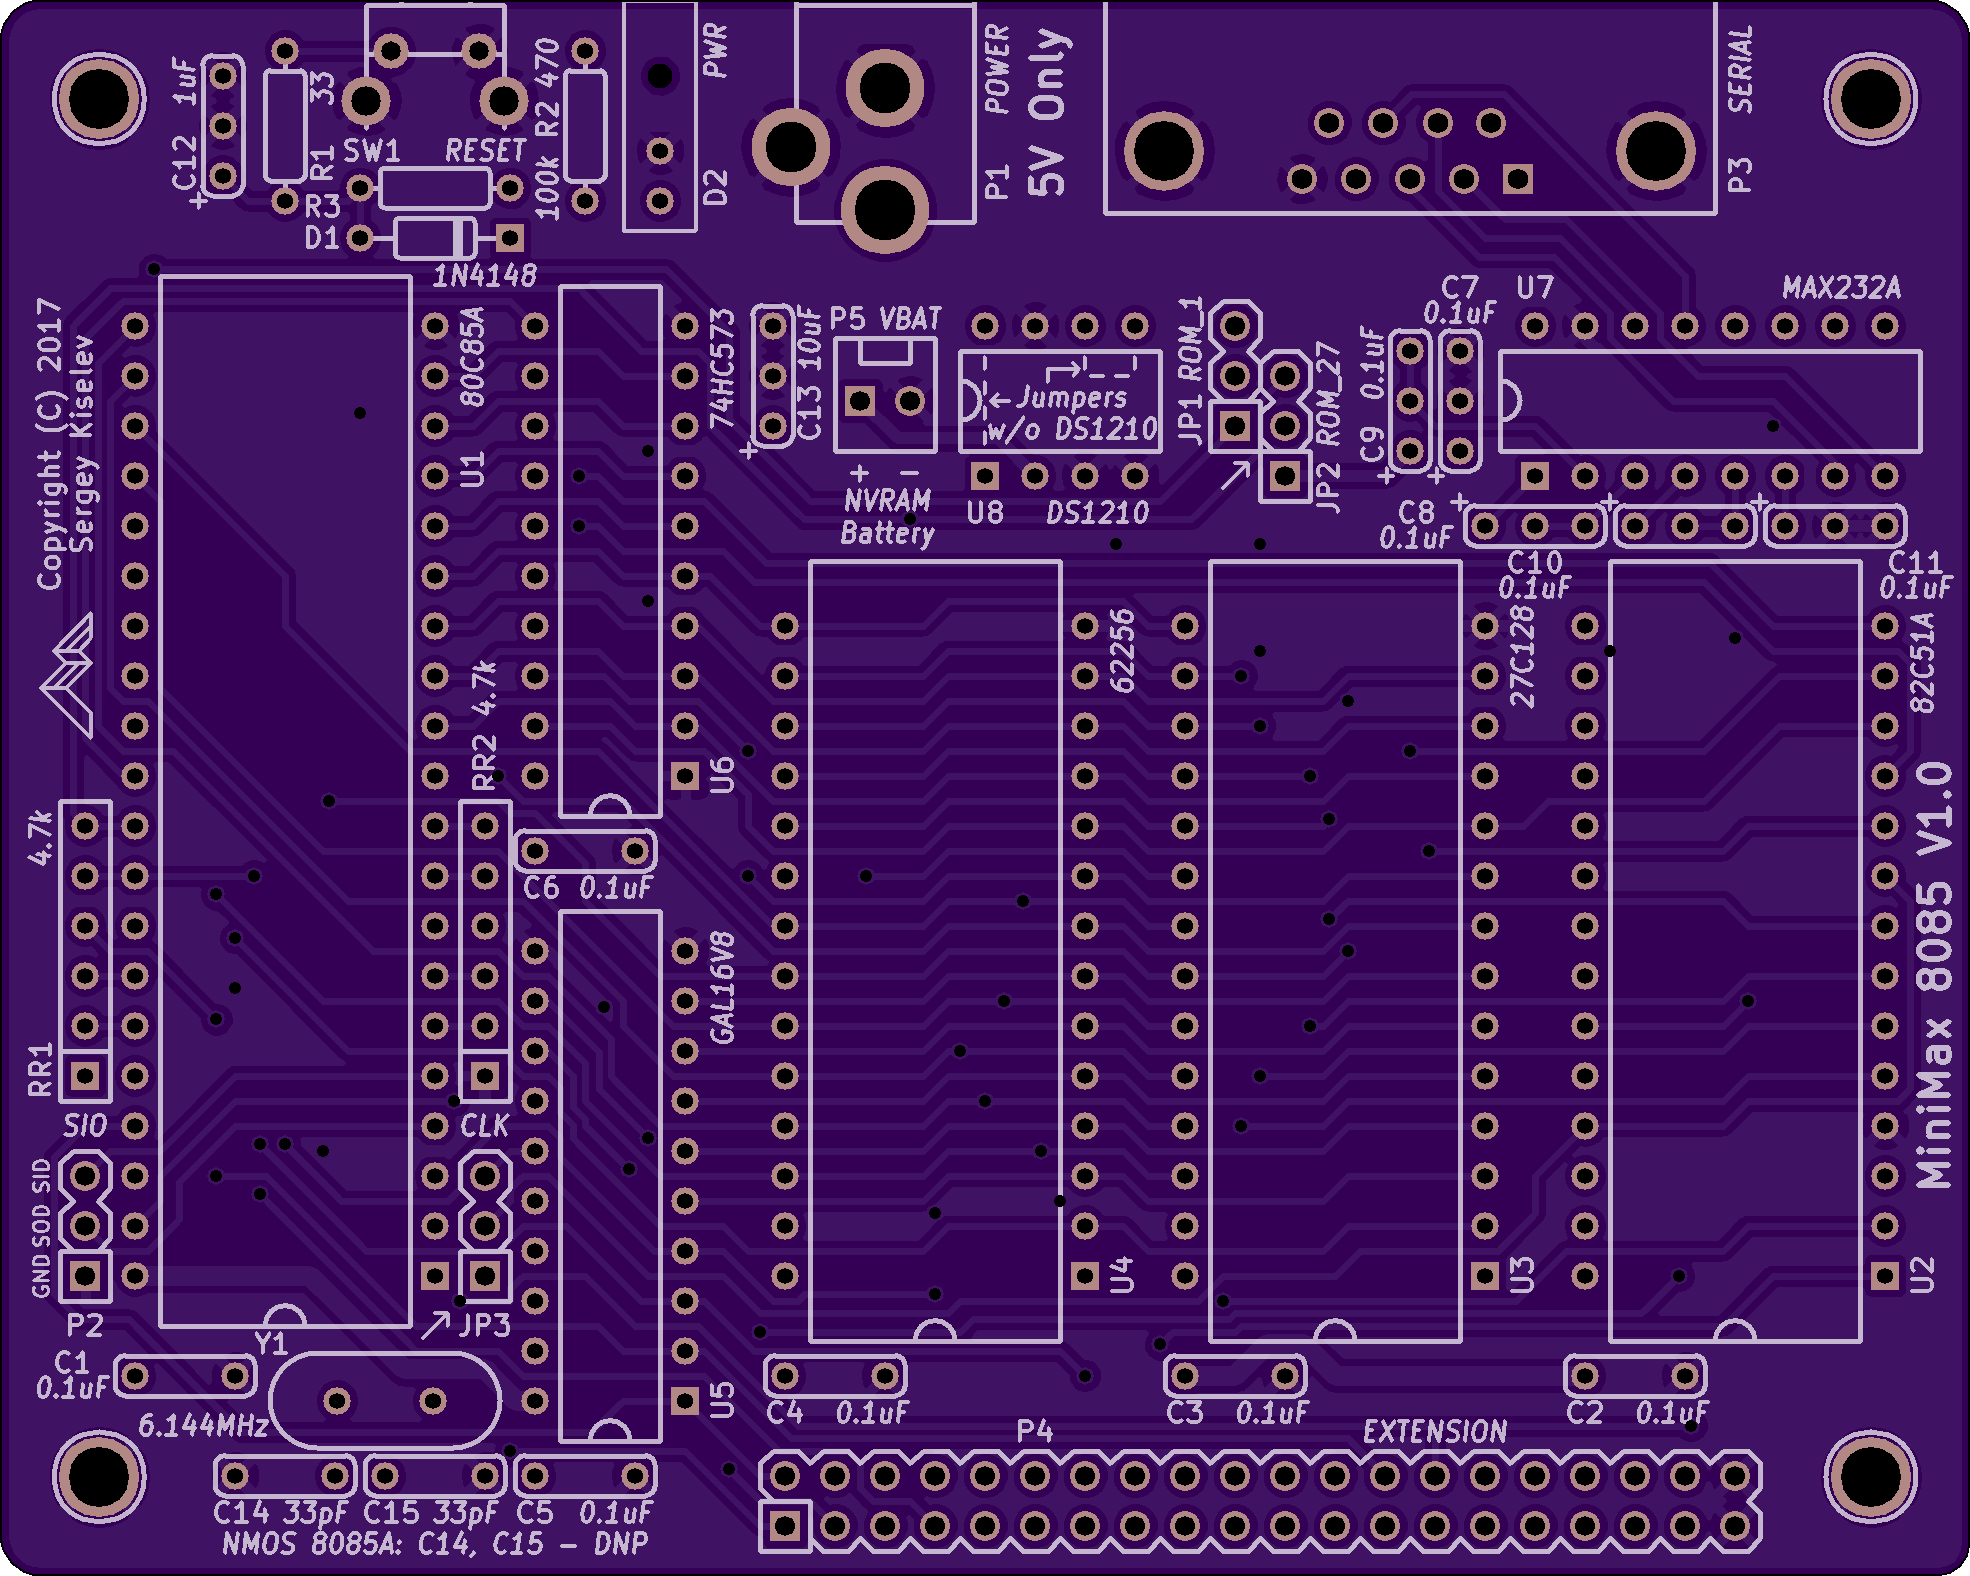 C12 1uF
R1 33
SW1 RESET
R2 470
100k
R3
D1
1N4148
PWR
D2
POWER
P1
5V Only
SERIAL
P3
Copyright (C) 2017
Sergey Kiselev
80C85A
U1
74HC573
U6
C13 10uF
P5 VBAT
+ −
NVRAM
Battery
←Jumpers
w/o DS1210
U8 DS1210
JP1 ROM_1
JP2 ROM_27
C7
0.1uF
C9 0.1uF
U7 MAX232A
C8
0.1uF
C10
0.1uF
C11
0.1uF
+
+
+
+
+
+
+
62256
U4
27C128
U3
82C51A
U2
MiniMax 8085 V1.0
RR2 4.7k
4.7k
RR1
C6 0.1uF
GAL16V8
U5
SIO
GND SOD SID
P2
CLK
JP3
Y1
6.144MHz
C1
0.1uF
C14 33pF
C15 33pF
C5 0.1uF
NMOS 8085A: C14, C15 - DNP
C4 0.1uF
C3 0.1uF
C2 0.1uF
P4 EXTENSION